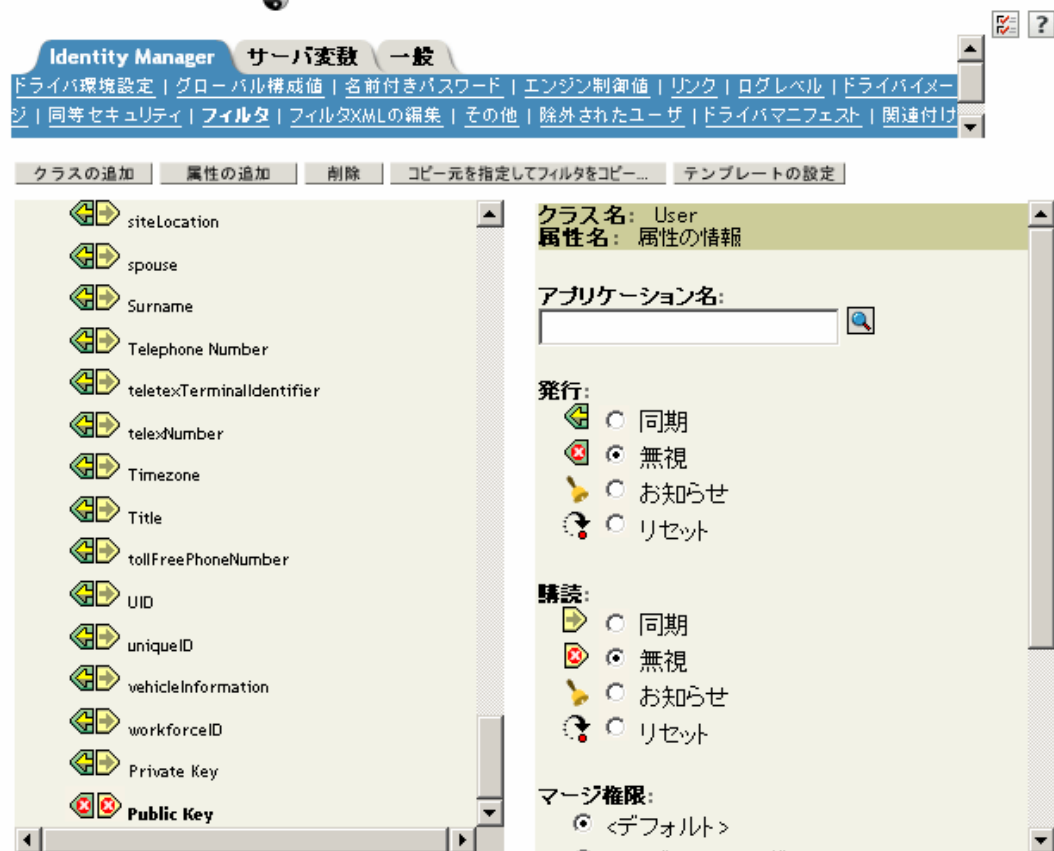 ?
Identity Manager サーバ変数 一般
ドライバ環境設定 | グローバル構成値 | 名前付きパスワード | エンジン制御値 | リンク | ログレベル | ドライバイメー
ジ | 同等セキュリティ | フィルタ | フィルタXMLの編集 | その他 | 除外されたユーザ | ドライバマニフェスト | 関連付け
クラスの追加 属性の追加 削除 コピー元を指定してフィルタをコピー... テンプレートの設定
siteLocation
spouse
Surname
Telephone Number
teletexTerminalIdentifier
telexNumber
Timezone
Title
tollFreePhoneNumber
UID
uniqueID
vehicleInformation
workforceID
Private Key
Public Key
クラス名: User
属性名: 属性の情報
アプリケーション名:
発行:
同期
無視
お知らせ
リセット
購読:
同期
無視
お知らせ
リセット
マージ権限:
<デフォルト>